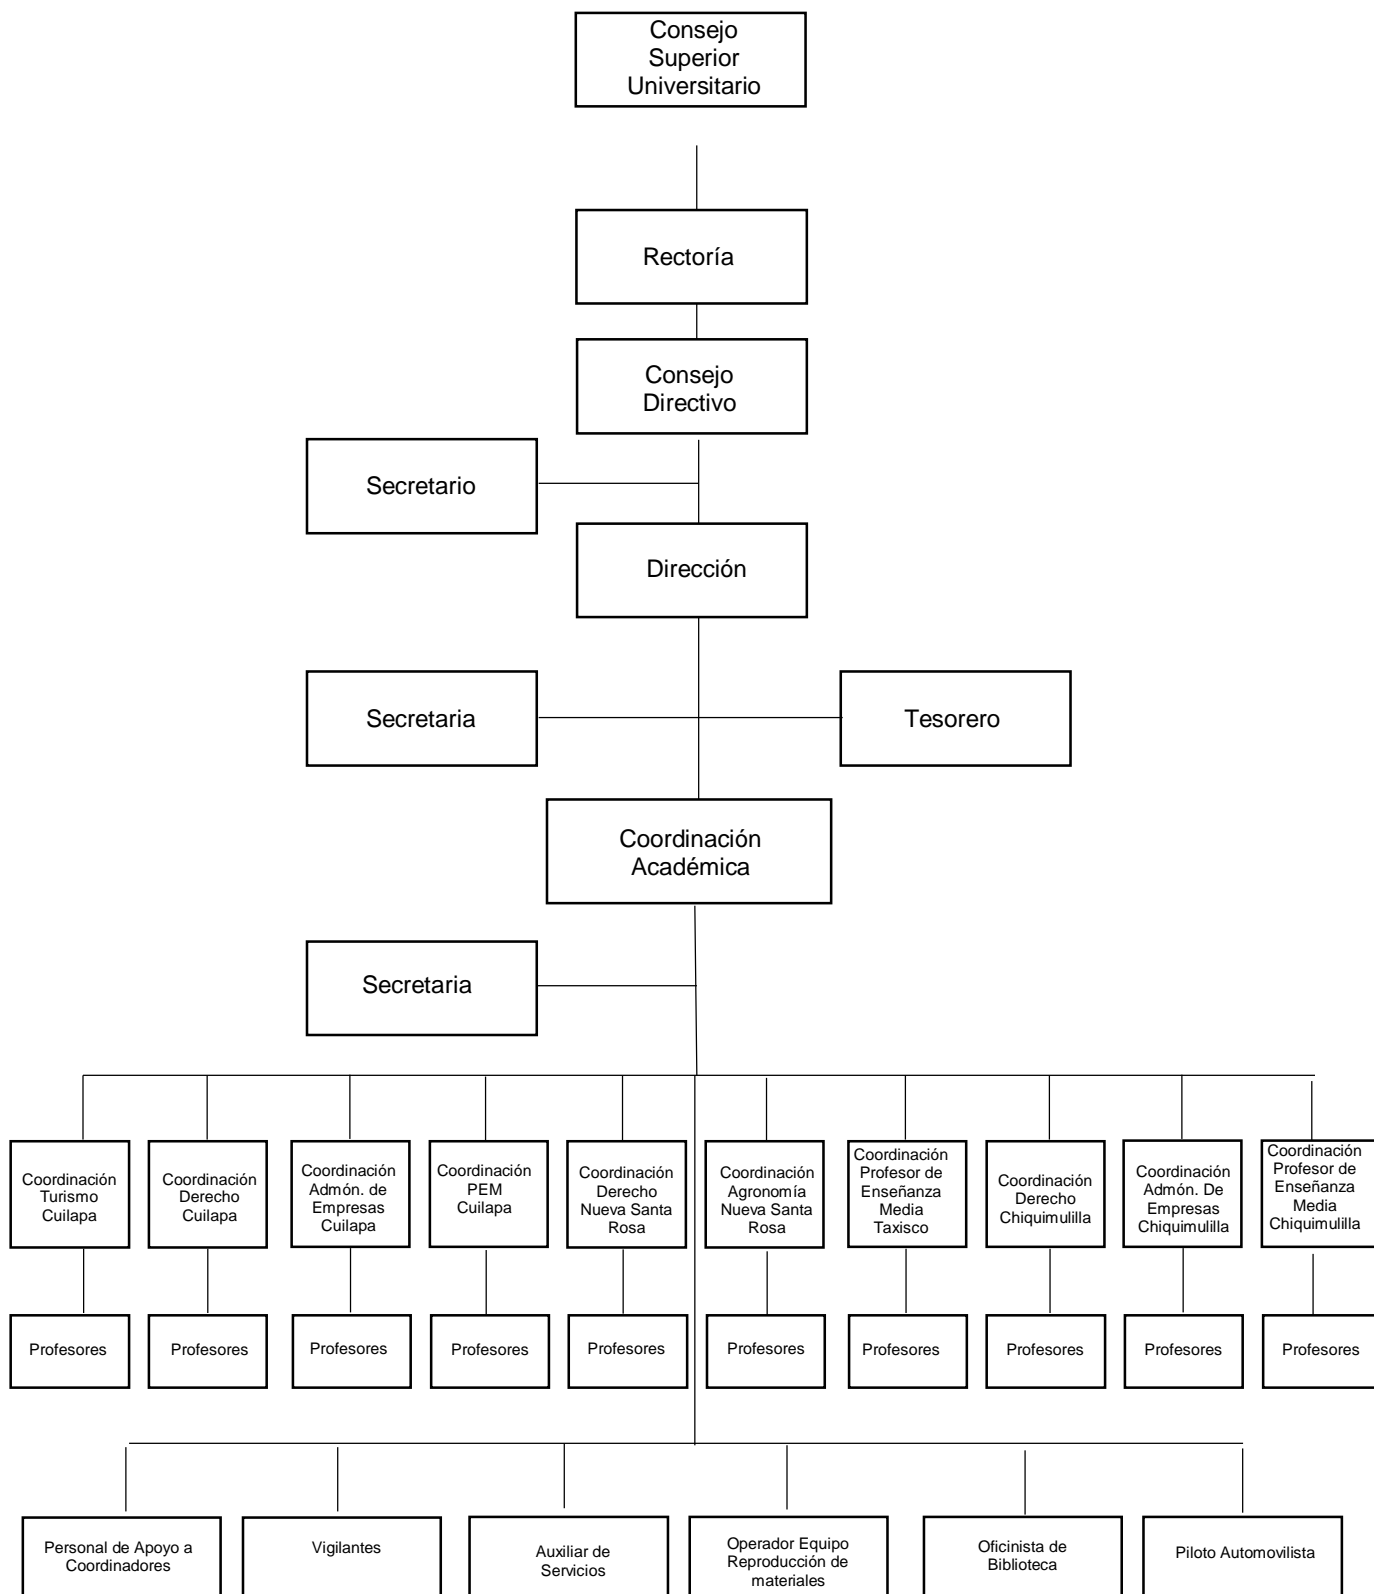 Consejo
Superior
Universitario
Rectoría
Consejo
Directivo
Secretario
Dirección
Secretaria
Tesorero
Coordinación
Académica
Secretaria
Coordinación
Turismo
Cuilapa
Coordinación
Derecho
Cuilapa
Coordinación
Admón. de
Empresas
Cuilapa
Coordinación
PEM
Cuilapa
Coordinación
Derecho
Nueva Santa
Rosa
Coordinación
Agronomía
Nueva Santa
Rosa
Coordinación
Profesor de
Enseñanza
Media
Taxisco
Coordinación
Derecho
Chiquimulilla
Coordinación
Admón. De
Empresas
Chiquimulilla
Coordinación
Profesor de
Enseñanza
Media
Chiquimulilla
Profesores
Profesores
Profesores
Profesores
Profesores
Profesores
Profesores
Profesores
Profesores
Profesores
Personal de Apoyo a
Coordinadores
Vigilantes
Auxiliar de
Servicios
Operador Equipo
Reproducción de
materiales
Oficinista de
Biblioteca
Piloto Automovilista